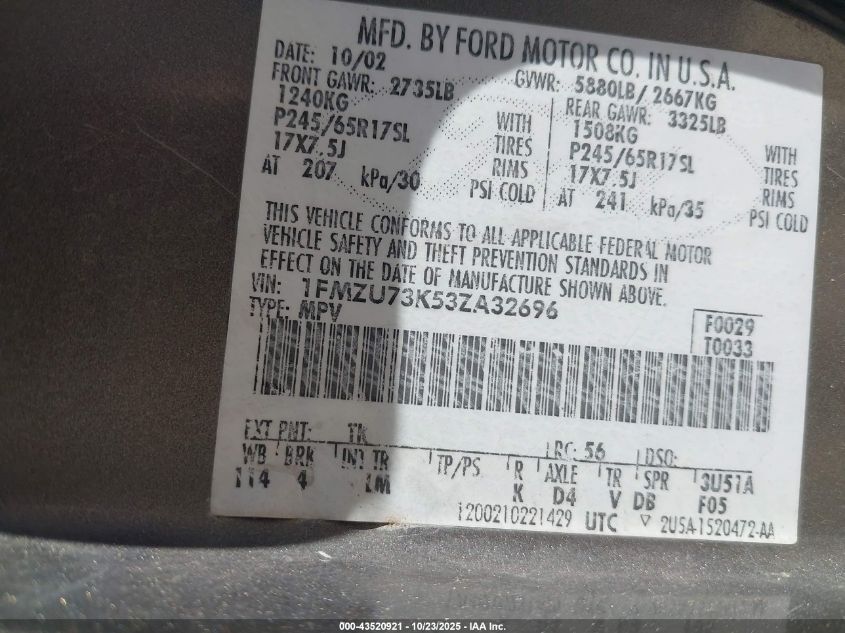 MFD. BY FORD MOTOR CO. IN U.S.A.
DATE: 10/02 GVWR: 5880LB/2667KG
FRONT GAWR: 2735LB REAR GAWR: 3325LB
1240KG WITH 1508KG WITH
P245/65R17SL TIRES P245/65R17SL TIRES
17X7.5J RIMS 17X7.5J RIMS
AT 207 kPa/30 PSI COLD AT 241 kPa/35 PSI COLD
THIS VEHICLE CONFORMS TO ALL APPLICABLE FEDERAL MOTOR
VEHICLE SAFETY AND THEFT PREVENTION STANDARDS IN
EFFECT ON THE DATE OF MANUFACTURE SHOWN ABOVE.
VIN: 1FMZU73K53ZA32696
TYPE: MPV F0029
T0033
EXT PNT: TK RC: 56 DSO:
WB BRK INT TR TP/PS R AXLE TR SPR 3U51A
114 4 LM K D4 V DB F05
1200210221429 UTC ▽ 2U5A-1520472-AA
000-43520921 | 10/23/2025 - IAA Inc.